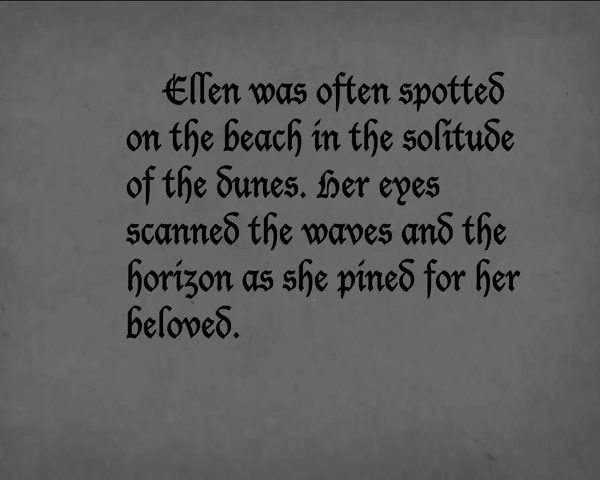 Ellen was often spotted
on the beach in the solitude
of the dunes. Her eyes
scanned the waves and the
horizon as she pined for her
beloved.